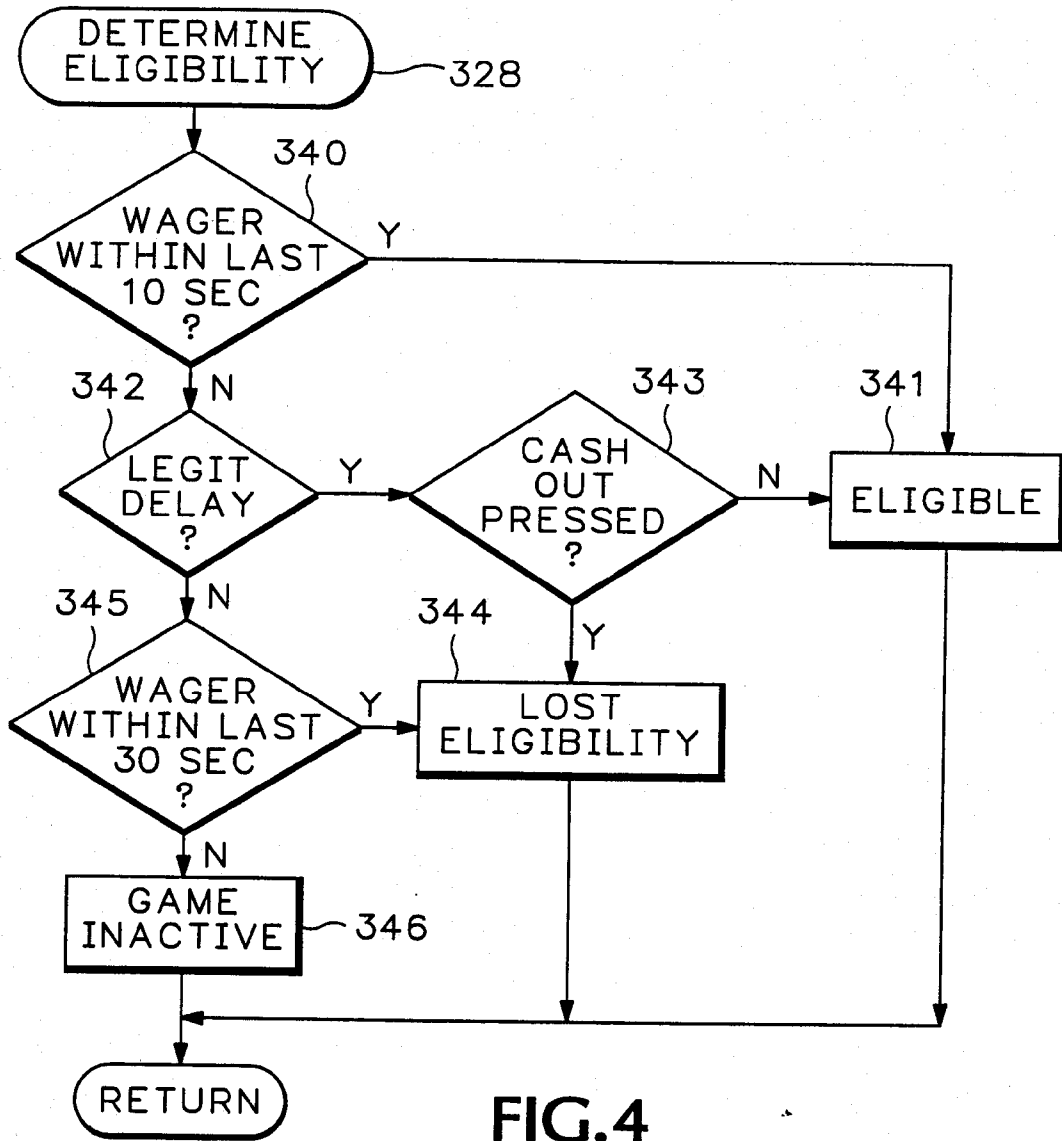 DETERMINE
ELIGIBILITY
328
340
WAGER
WITHIN LAST
10 SEC
?
Y
N
342
LEGIT
DELAY
?
Y
N
343
CASH
OUT
PRESSED
?
N
Y
341
ELIGIBLE
345
WAGER
WITHIN LAST
30 SEC
?
Y
N
344
LOST
ELIGIBILITY
GAME
INACTIVE
346
RETURN
FIG.4